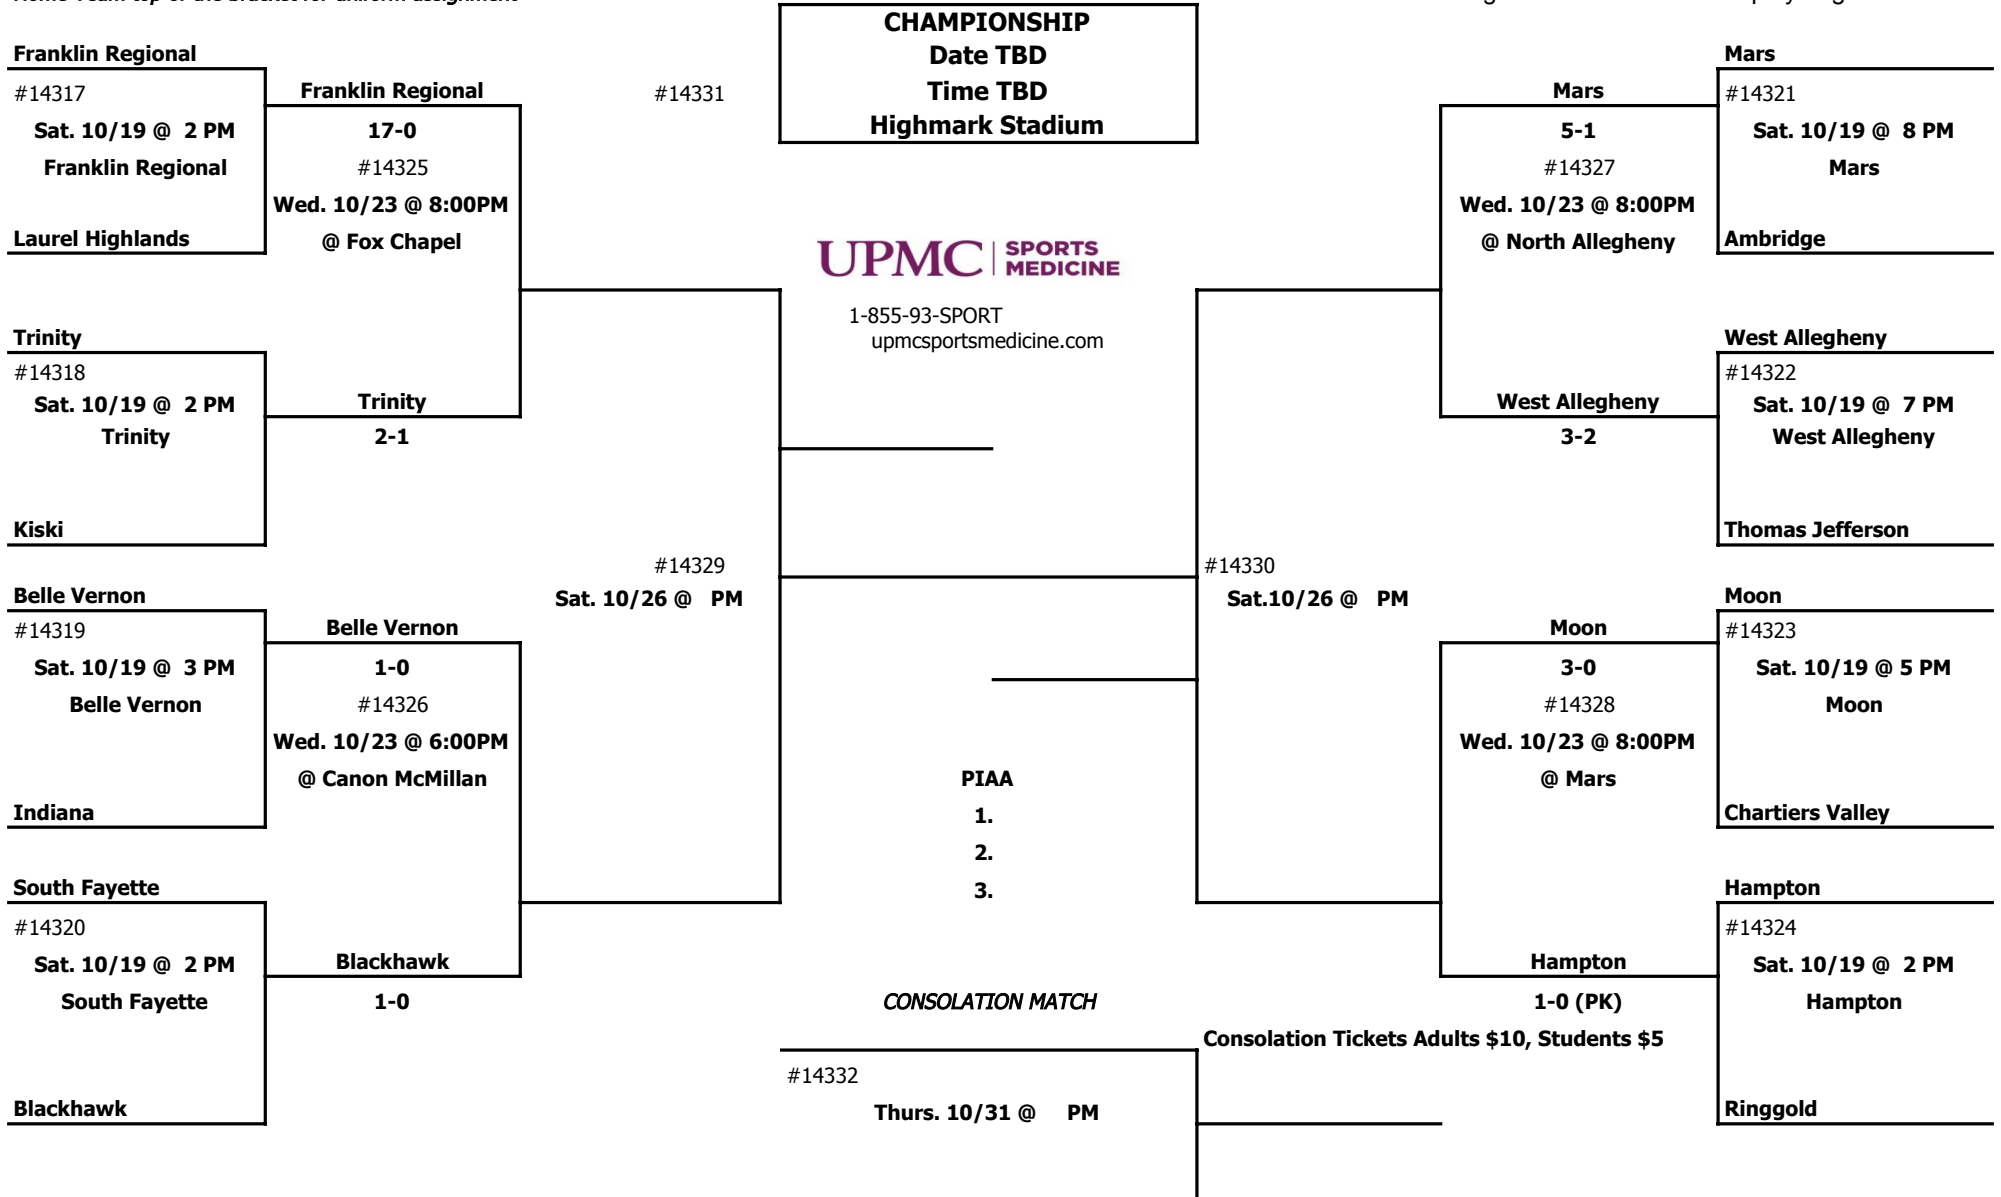 Home Team top of the bracket for uniform assignment
CHAMPIONSHIP
Date TBD
Time TBD
Highmark Stadium
#14331
Franklin Regional
#14317
Sat. 10/19 @ 2 PM
Franklin Regional
Laurel Highlands
Franklin Regional
17-0
#14325
Wed. 10/23 @ 8:00PM
@ Fox Chapel
Trinity
#14318
Sat. 10/19 @ 2 PM
Trinity
Kiski
Trinity
2-1
Belle Vernon
#14319
Sat. 10/19 @ 3 PM
Belle Vernon
Indiana
Belle Vernon
1-0
#14326
Wed. 10/23 @ 6:00PM
@ Canon McMillan
South Fayette
#14320
Sat. 10/19 @ 2 PM
South Fayette
Blackhawk
Blackhawk
1-0
#14329
Sat. 10/26 @ PM
UPMC | SPORTS
MEDICINE
1-855-93-SPORT
upmcsportsmedicine.com
PIAA
1.
2.
3.
CONSOLATION MATCH
#14332
Thurs. 10/31 @ PM
Consolation Tickets Adults $10, Students $5
#14330
Sat.10/26 @ PM
Mars
5-1
#14327
Wed. 10/23 @ 8:00PM
@ North Allegheny
West Allegheny
3-2
Moon
3-0
#14328
Wed. 10/23 @ 8:00PM
@ Mars
Hampton
1-0 (PK)
Mars
#14321
Sat. 10/19 @ 8 PM
Mars
Ambridge
West Allegheny
#14322
Sat. 10/19 @ 7 PM
West Allegheny
Thomas Jefferson
Moon
#14323
Sat. 10/19 @ 5 PM
Moon
Chartiers Valley
Hampton
#14324
Sat. 10/19 @ 2 PM
Hampton
Ringgold